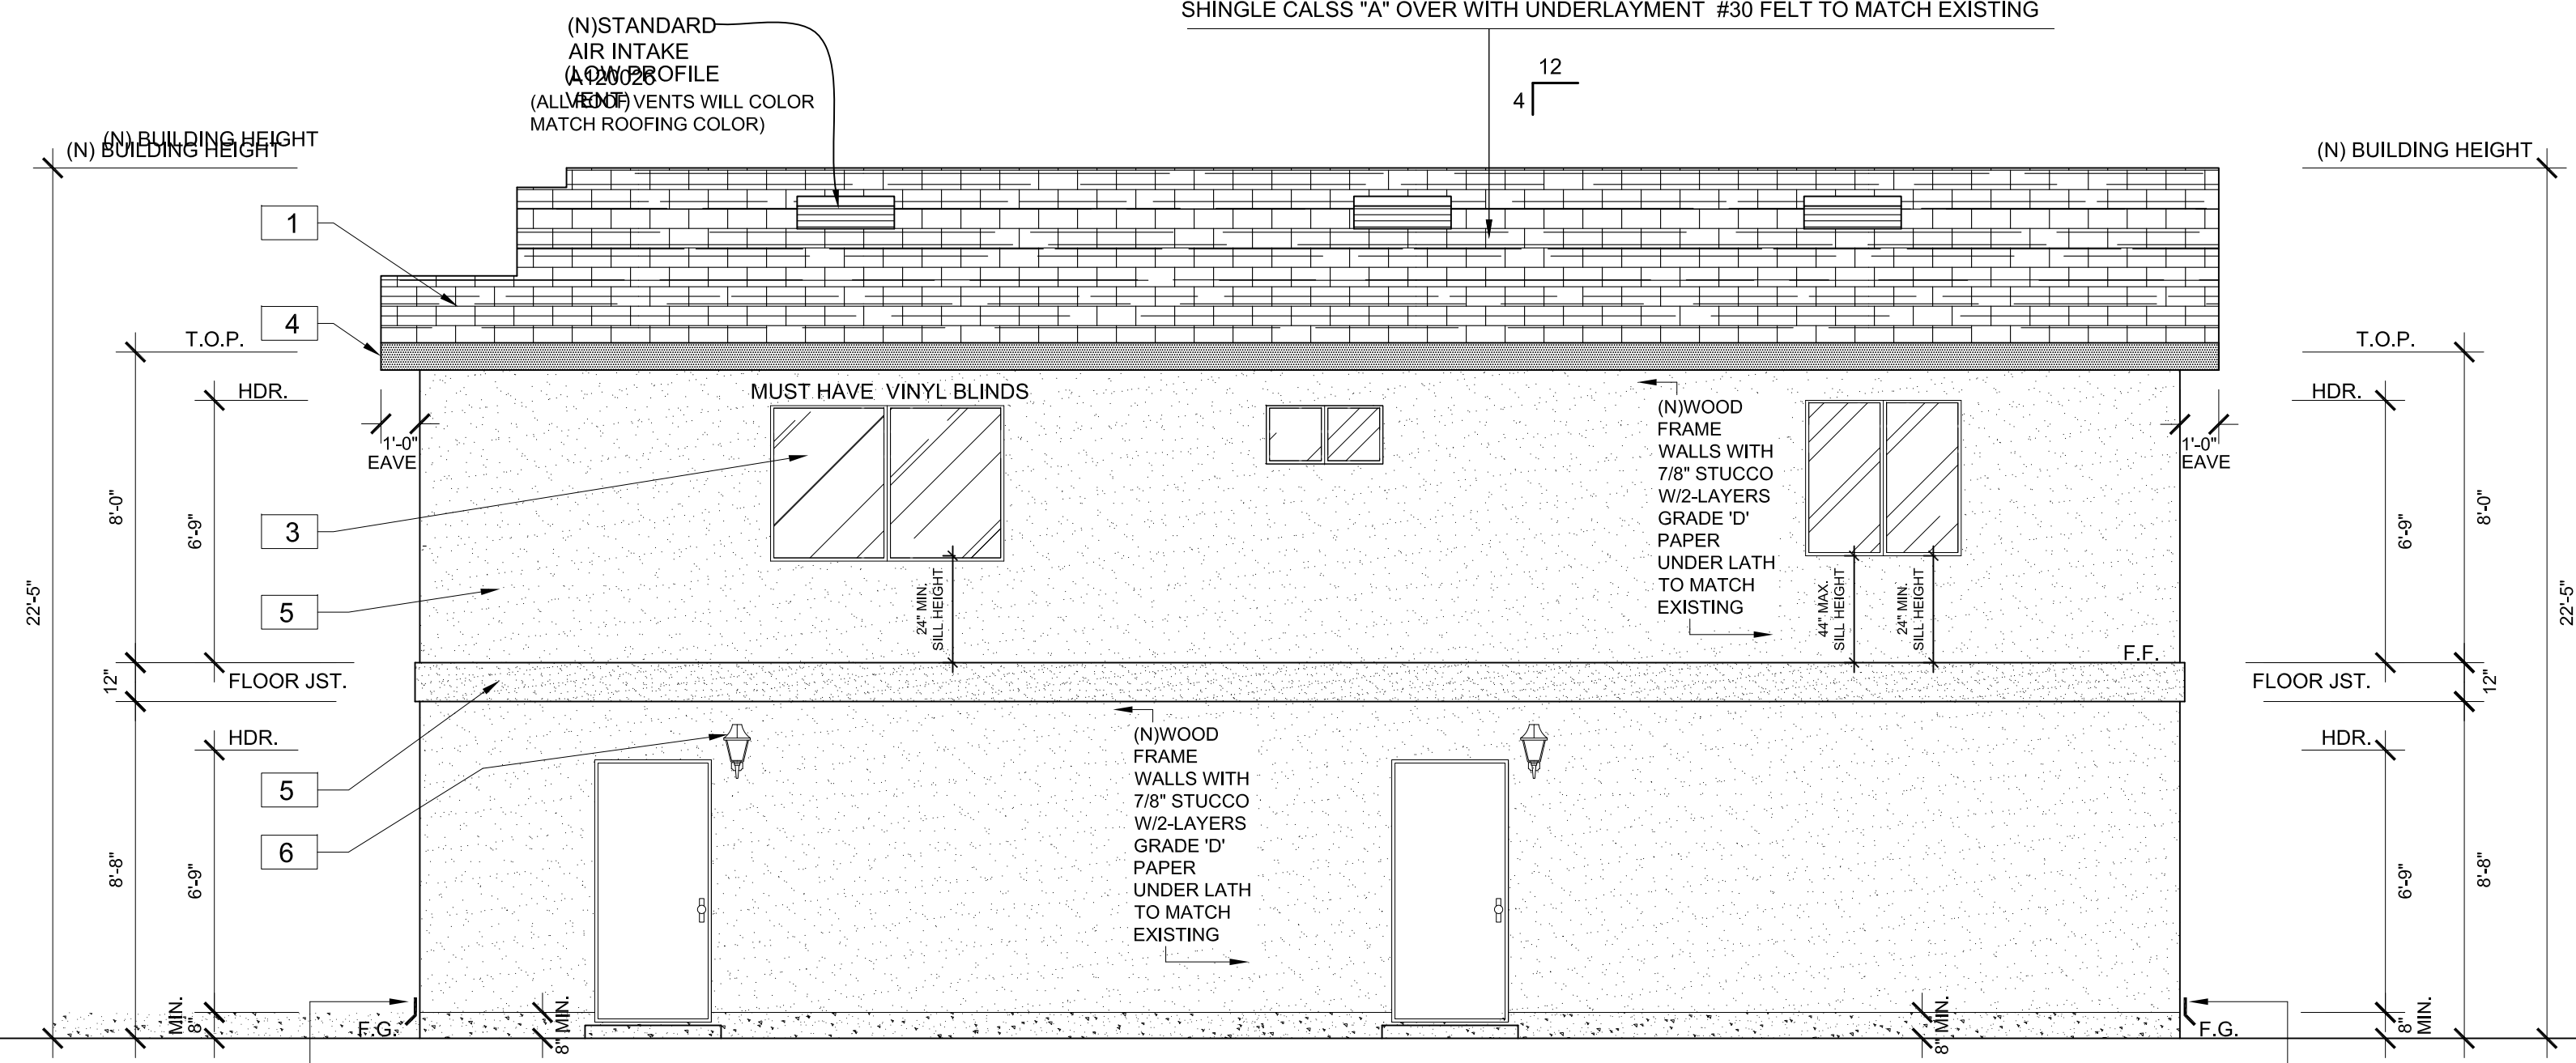 SHINGLE CALSS "A" OVER WITH UNDERLAYMENT #30 FELT TO MATCH EXISTING
(N)STANDARD
AIR INTAKE
A120026
(LOW PROFILE
VENT)
(ALL ROOF VENTS WILL COLOR
MATCH ROOFING COLOR)
12
4
(N) BUILDING HEIGHT
(N) BUILDING HEIGHT
(N) BUILDING HEIGHT
1
4
T.O.P.
T.O.P.
HDR.
HDR.
MUST HAVE VINYL BLINDS
1'-0"
EAVE
1'-0"
EAVE
(N)WOOD
FRAME
WALLS WITH
7/8" STUCCO
W/2-LAYERS
GRADE 'D'
PAPER
UNDER LATH
TO MATCH
EXISTING
8'-0"
6'-9"
3
5
22'-5"
24" MIN.
SILL HEIGHT
44" MAX.
SILL HEIGHT
24" MIN.
SILL HEIGHT
6'-9"
8'-0"
22'-5"
F.F.
12"
FLOOR JST.
FLOOR JST.
12"
HDR.
HDR.
(N)WOOD
FRAME
WALLS WITH
7/8" STUCCO
W/2-LAYERS
GRADE 'D'
PAPER
UNDER LATH
TO MATCH
EXISTING
5
6
8'-8"
6'-9"
6'-9"
8'-8"
MIN.
8"
F.G.
8" MIN.
8" MIN.
F.G.
8"
MIN.